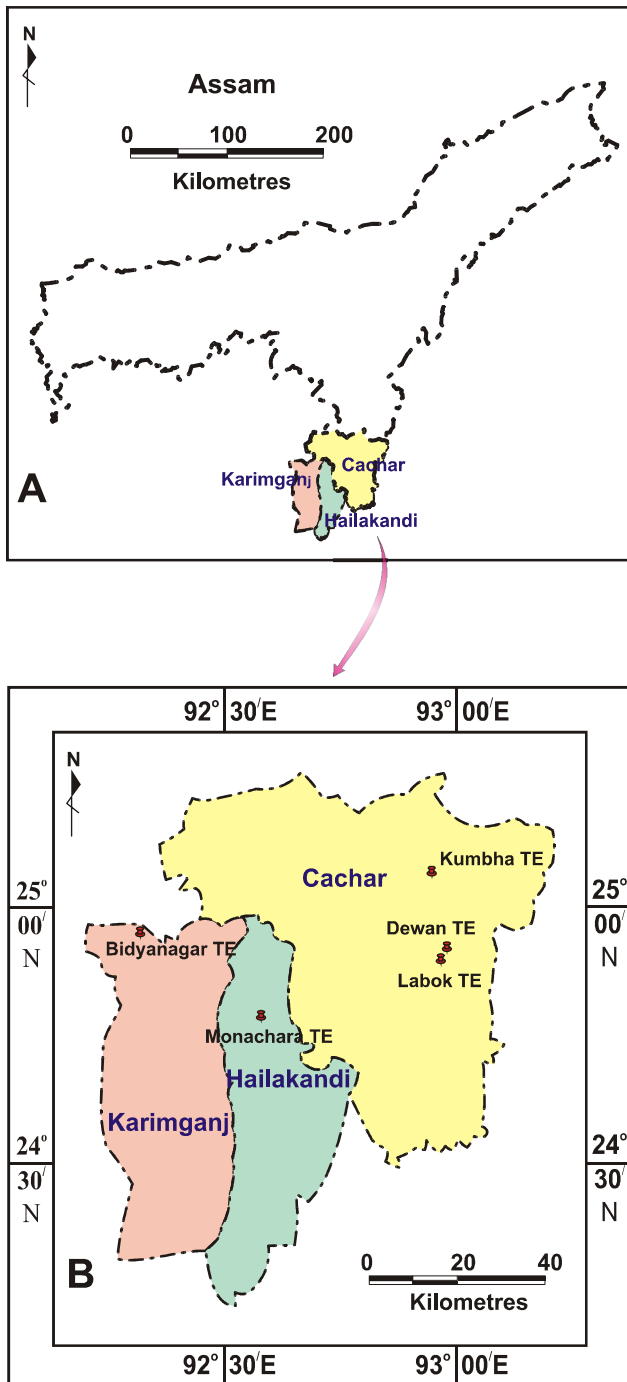 N
Assam
0 100 200
Kilometres
Cachar
Karimganj
Hailakandi
A
92° 30′E 93° 00′E
N
Kumbha TE
Cachar
25° 25°
00′ 00′
N N
Dewan TE
Bidyanagar TE
Labok TE
Monachara TE
Hailakandi
Karimganj
24° 24°
30′ 30′
N N
B
0 20 40
Kilometres
92° 30′E 93° 00′E